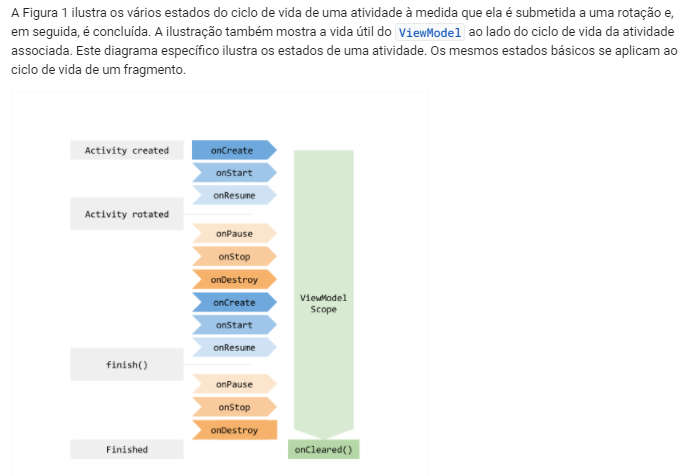 A Figura 1 ilustra os vários estados do ciclo de vida de uma atividade à medida que ela é submetida a uma rotação e,
em seguida, é concluída. A ilustração também mostra a vida útil do ViewModel ao lado do ciclo de vida da atividade
associada. Este diagrama específico ilustra os estados de uma atividade. Os mesmos estados básicos se aplicam ao
ciclo de vida de um fragmento.
Activity created
onCreate
onStart
onResume
Activity rotated
onPause
onStop
onDestroy
onCreate
onStart
onResume
ViewModel
Scope
finish()
onPause
onStop
onDestroy
Finished
onCleared()